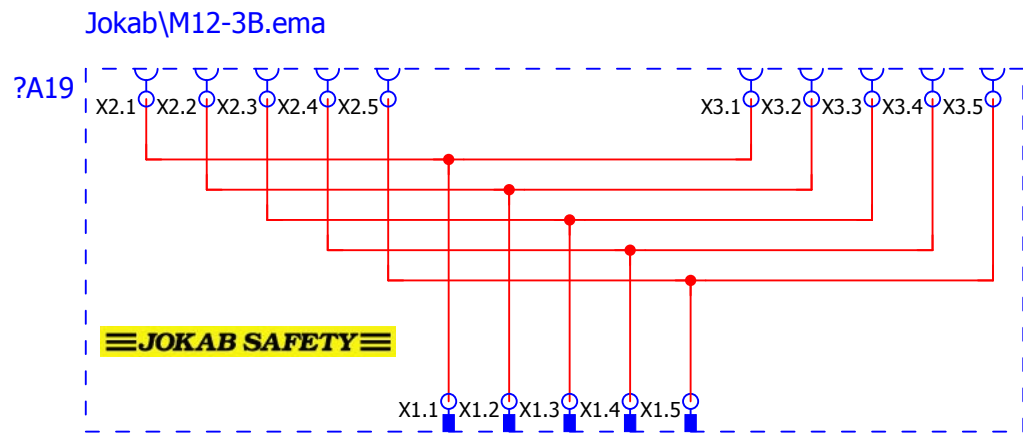 Jokab\M12-3B.ema
?A19
X2.1 X2.2 X2.3 X2.4 X2.5 X3.1 X3.2 X3.3 X3.4 X3.5
JOKAB SAFETY
X1.1 X1.2 X1.3 X1.4 X1.5